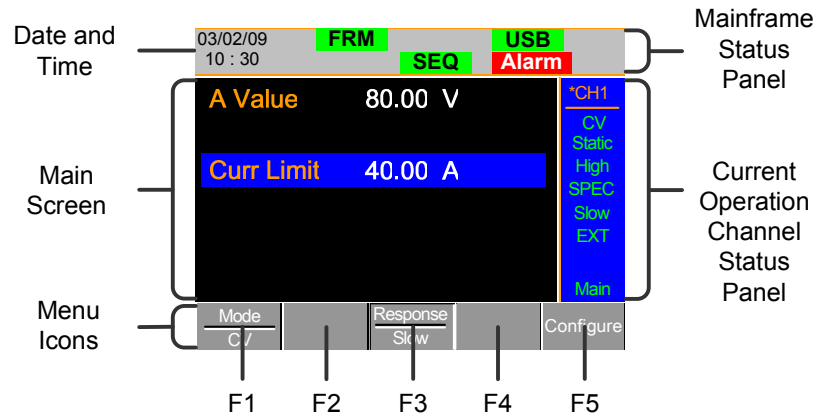 Date and
Time
03/02/09 FRM USB
10 : 30 SEQ Alarm
Mainframe
Status
Panel
A Value 80.00 V
Curr Limit 40.00 A
*CH1
CV
Static
High
SPEC
Slow
EXT
Main
Main
Screen
Current
Operation
Channel
Status
Panel
Menu
Icons
Mode
CV
Response
Slow
Configure
F1 F2 F3 F4 F5